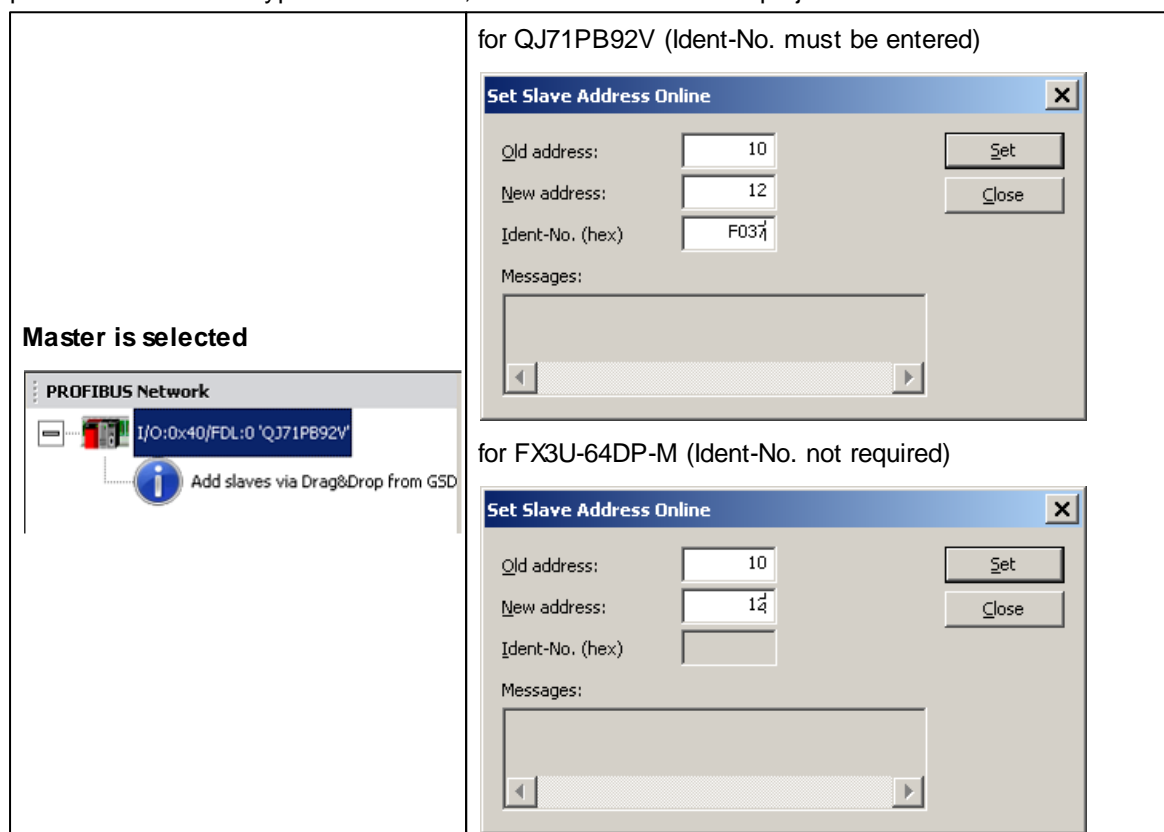 Master is selected
PROFIBUS Network
I/O:0x40/FDL:0 'QJ71PB92V'
Add slaves via Drag&Drop from GSD
for QJ71PB92V (Ident-No. must be entered)
Set Slave Address Online
Old address: 10 Set
New address: 12 Close
Ident-No. (hex) F037
Messages:
for FX3U-64DP-M (Ident-No. not required)
Set Slave Address Online
Old address: 10 Set
New address: 12 Close
Ident-No. (hex)
Messages: